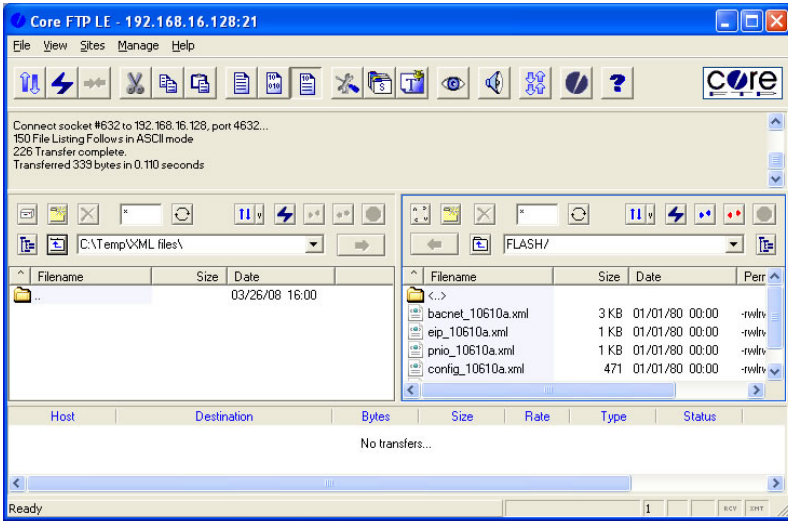 Core FTP LE - 192.168.16.128:21
File View Sites Manage Help
core
Connect socket #632 to 192.168.16.128, port 4632...
150 File Listing Follows in ASCII mode
226 Transfer complete.
Transferred 339 bytes in 0.110 seconds
* *
C:\Temp\XML files\ FLASH/
^ Filename Size Date ^ Filename Size Date Perr
.. 03/26/08 16:00 <..>
bacnet_10610a.xml 3 KB 01/01/80 00:00
eip_10610a.xml 1 KB 01/01/80 00:00
pnio_10610a.xml 1 KB 01/01/80 00:00
config_10610a.xml 471 01/01/80 00:00
Host Destination Bytes Size Rate Type Status
No transfers...
Ready 1 RCV XMT